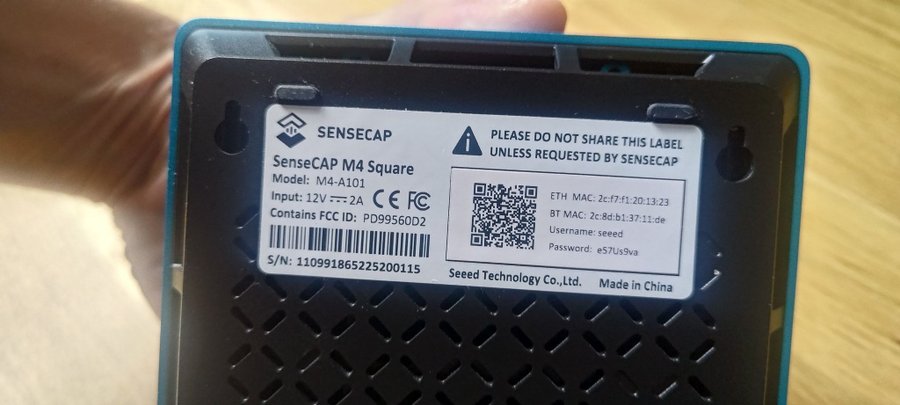 SENSECAP
PLEASE DO NOT SHARE THIS LABEL
UNLESS REQUESTED BY SENSECAP
SenseCAP M4 Square
Model: M4-A101
Input: 12V ⎓ 2A CE FC
Contains FCC ID: PD99560D2
S/N: 110991865225200115
ETH MAC: 2c:f7:f1:20:13:23
BT MAC: 2c:8d:b1:37:11:de
Username: seeed
Password: e57Us9va
Seeed Technology Co.,Ltd. Made in China